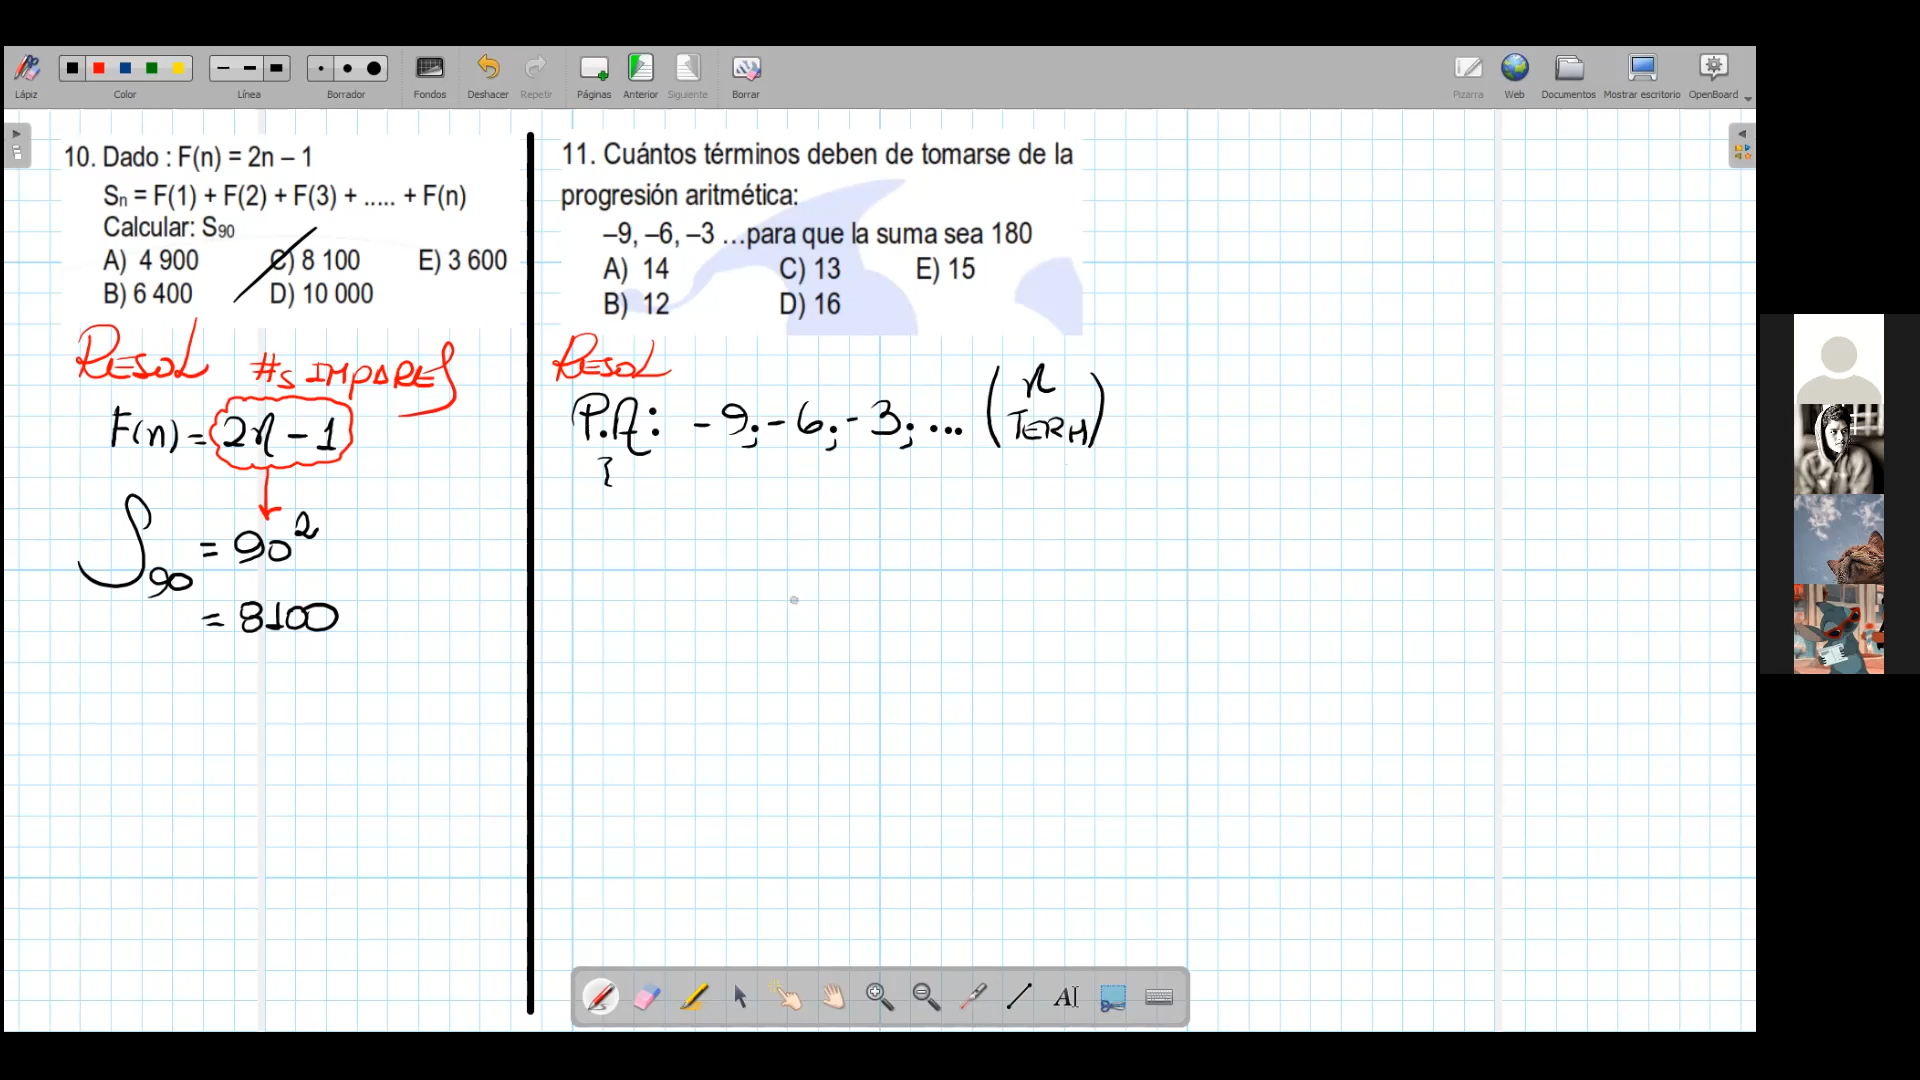 Lápiz
Color
Línea
Borrador
Fondos
Deshacer
Repetir
Páginas
Anterior
Siguiente
Borrar
Pizarra
Web
Documentos
Mostrar escritorio
OpenBoard
10. Dado : F(n) = 2n – 1
Sn = F(1) + F(2) + F(3) + ..... + F(n)
Calcular: S90
A) 4 900 C) 8 100 E) 3 600
B) 6 400 D) 10 000
RESOL #s IMPARES
F(n) = 2n – 1
S90 = 90²
= 8100
11. Cuántos términos deben de tomarse de la
progresión aritmética:
–9, –6, –3 ...para que la suma sea 180
A) 14 C) 13 E) 15
B) 12 D) 16
RESOL
P.A: -9; -6; -3; ... (n TERM)
AI